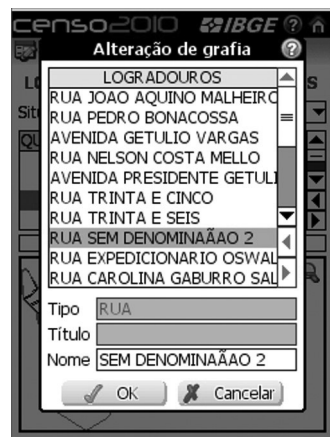 censo2010 IBGE ?
Alteração de grafia ?
LOGRADOUROS
RUA JOAO AQUINO MALHEIRC
RUA PEDRO BONACOSSA
AVENIDA GETULIO VARGAS
RUA NELSON COSTA MELLO
AVENIDA PRESIDENTE GETULI
RUA TRINTA E CINCO
RUA TRINTA E SEIS
RUA SEM DENOMINAÃAO 2
RUA EXPEDICIONARIO OSWAL
RUA CAROLINA GABURRO SAL
Tipo RUA
Título
Nome SEM DENOMINAÃAO 2
OK Cancelar